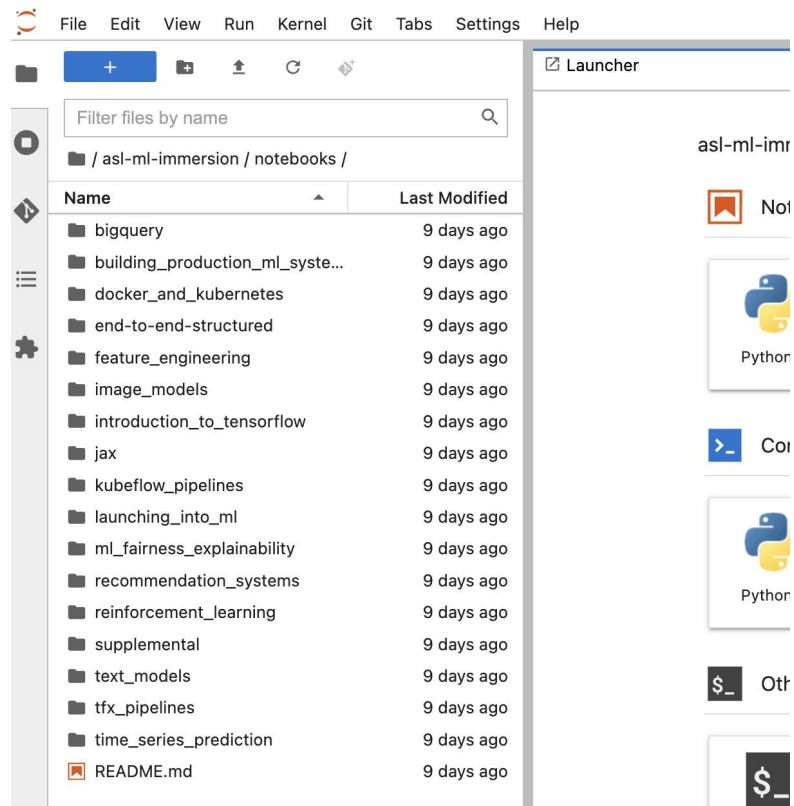 File Edit View Run Kernel Git Tabs Settings Help
+
Launcher
Filter files by name
/ asl-ml-immersion / notebooks /
Name Last Modified
bigquery 9 days ago
building_production_ml_syste... 9 days ago
docker_and_kubernetes 9 days ago
end-to-end-structured 9 days ago
feature_engineering 9 days ago
image_models 9 days ago
introduction_to_tensorflow 9 days ago
jax 9 days ago
kubeflow_pipelines 9 days ago
launching_into_ml 9 days ago
ml_fairness_explainability 9 days ago
recommendation_systems 9 days ago
reinforcement_learning 9 days ago
supplemental 9 days ago
text_models 9 days ago
tfx_pipelines 9 days ago
time_series_prediction 9 days ago
README.md 9 days ago
Python
>_
Python
$_
$_